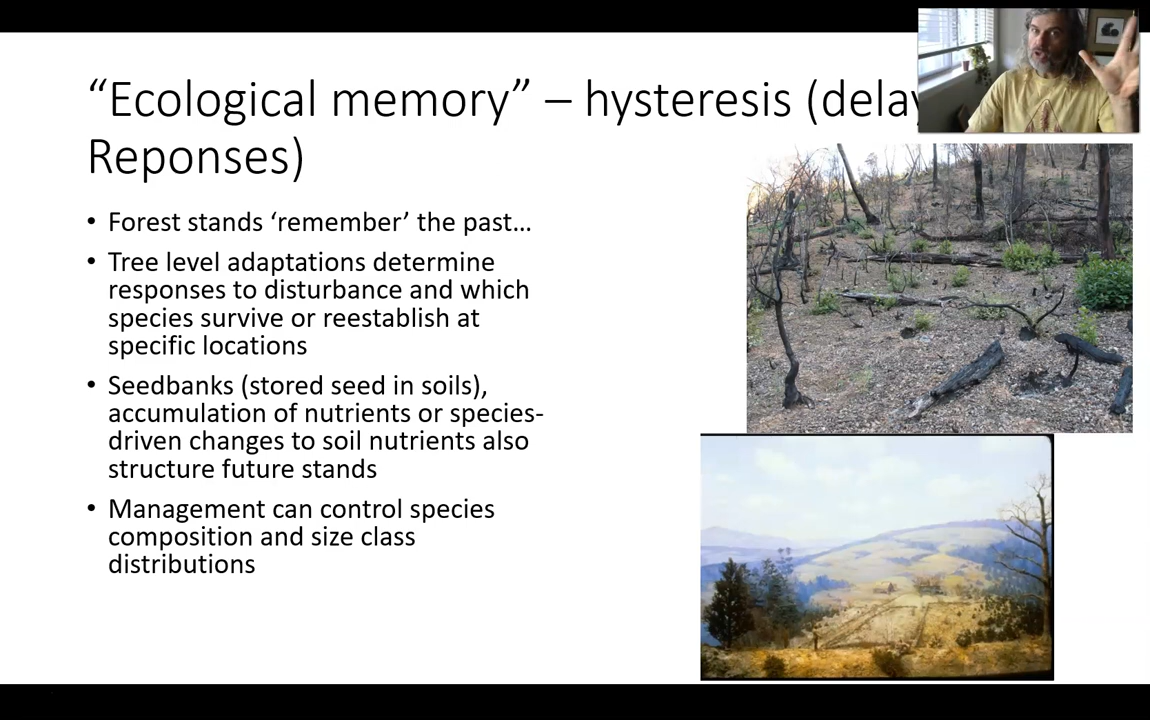 “Ecological memory” – hysteresis (delay
Reponses)
• Forest stands ‘remember’ the past…
• Tree level adaptations determine
responses to disturbance and which
species survive or reestablish at
specific locations
• Seedbanks (stored seed in soils),
accumulation of nutrients or species-
driven changes to soil nutrients also
structure future stands
• Management can control species
composition and size class
distributions